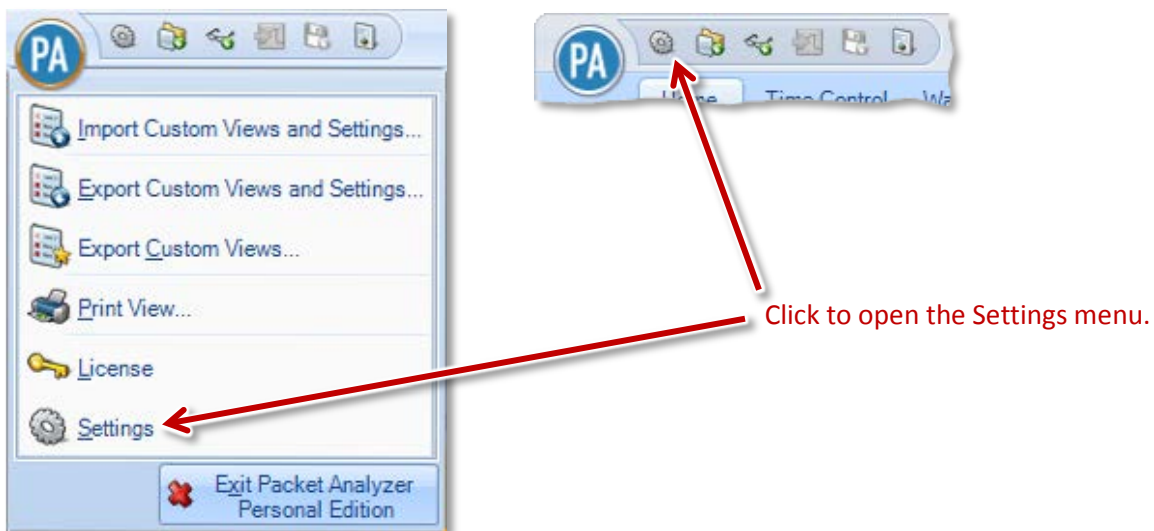 PA
Import Custom Views and Settings...
Export Custom Views and Settings...
Export Custom Views...
Print View...
License
Settings
Exit Packet Analyzer
Personal Edition
PA
Home Time Control
Click to open the Settings menu.